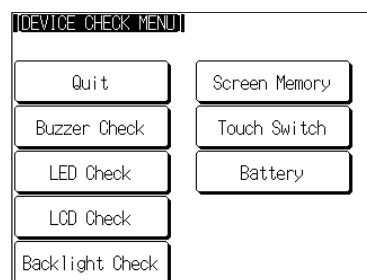 [DEVICE CHECK MENU]
Quit
Screen Memory
Buzzer Check
Touch Switch
LED Check
Battery
LCD Check
Backlight Check